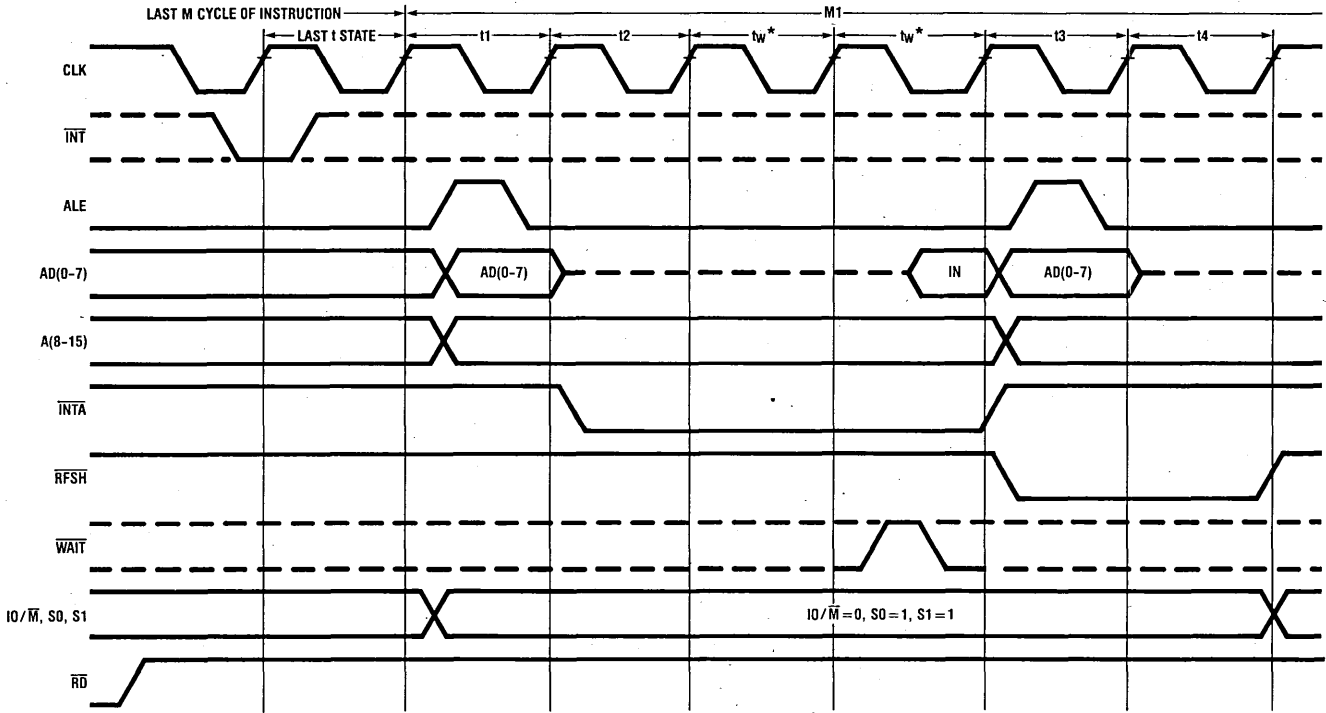 LAST M CYCLE OF INSTRUCTION M1
LAST t STATE t1 t2 tw* tw* t3 t4
CLK
INT
ALE
AD(0-7) AD(0-7) IN AD(0-7)
A(8-15)
INTA
RFSH
WAIT
IO/M, S0, S1 IO/M=0, S0=1, S1=1
RD